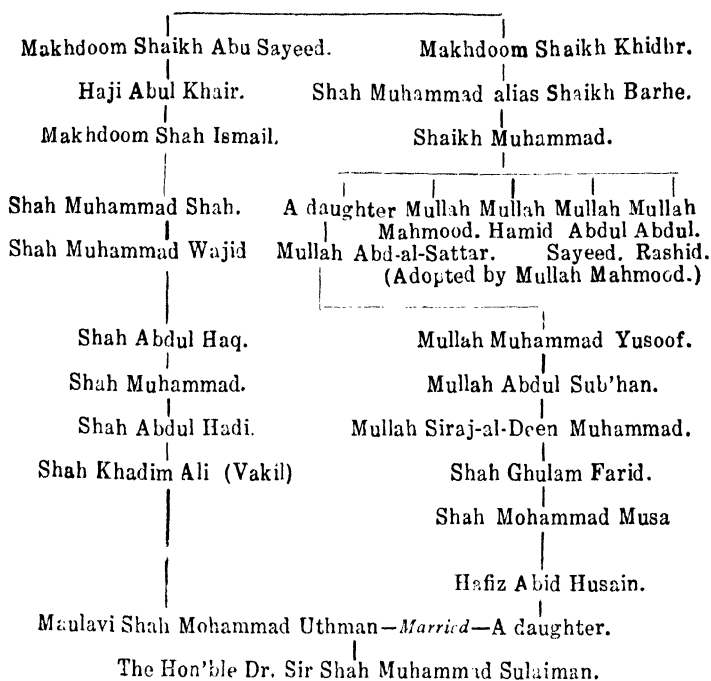 Makhdoom Shaikh Abu Sayeed. Makhdoom Shaikh Khidhr.
Haji Abul Khair. Shah Muhammad alias Shaikh Barhe.
Makhdoom Shah Ismail. Shaikh Muhammad.
Shah Muhammad Shah. A daughter Mullah Mullah Mullah Mullah
Mahmood. Hamid Abdul Abdul.
Shah Muhammad Wajid Mullah Abd-al-Sattar. Sayeed. Rashid.
(Adopted by Mullah Mahmood.)
Shah Abdul Haq. Mullah Muhammad Yusoof.
Shah Muhammad. Mullah Abdul Sub'han.
Shah Abdul Hadi. Mullah Siraj-al-Deen Muhammad.
Shah Khadim Ali (Vakil) Shah Ghulam Farid.
Shah Mohammad Musa
Hafiz Abid Husain.
Maulavi Shah Mohammad Uthman—Married—A daughter.
The Hon'ble Dr. Sir Shah Muhammad Sulaiman.